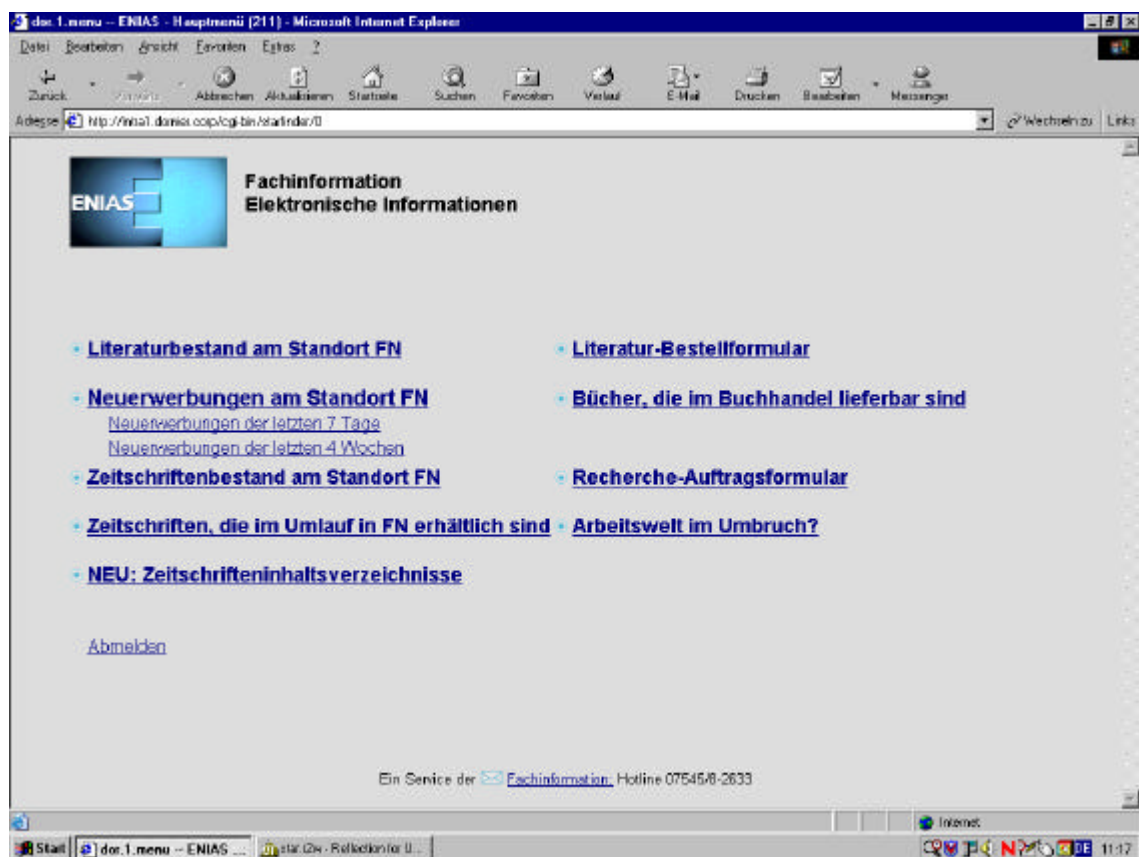 dor.1.menu -- ENIAS - Hauptmenü (211) - Microsoft Internet Explorer
Datei Bearbeiten Ansicht Favoriten Extras ?
Zurück Vorwärts Abbrechen Aktualisieren Startseite Suchen Favoriten Verlauf E-Mail Drucken Bearbeiten Messenger
Adresse Wechseln zu Links
ENIAS
Fachinformation
Elektronische Informationen
Literaturbestand am Standort FN
Literatur-Bestellformular
Neuerwerbungen am Standort FN
Bücher, die im Buchhandel lieferbar sind
Neuerwerbungen der letzten 7 Tage
Neuerwerbungen der letzten 4 Wochen
Zeitschriftenbestand am Standort FN
Recherche-Auftragsformular
Zeitschriften, die im Umlauf in FN erhältlich sind
Arbeitswelt im Umbruch?
NEU: Zeitschrifteninhaltsverzeichnisse
Abmelden
Ein Service der Fachinformation; Hotline 07545/8-2633
Internet
Start dor.1.menu -- ENIAS ... DE 11:17